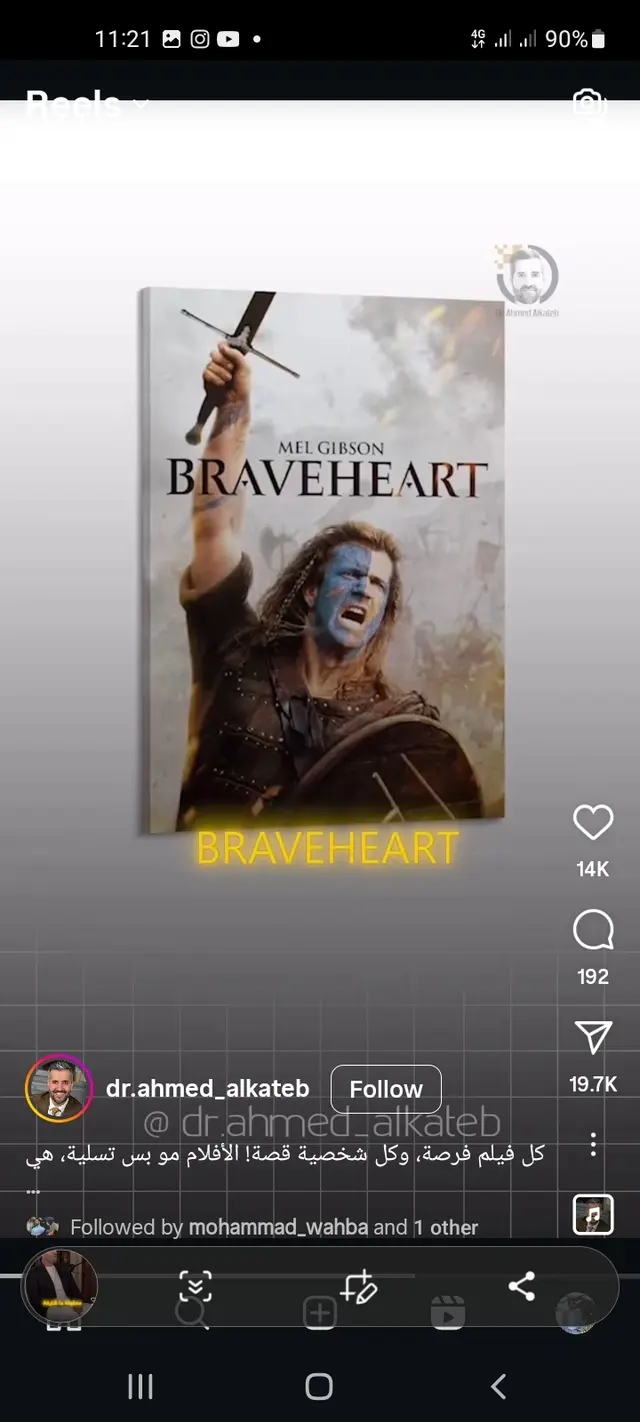 11:21
4G
90%
Reels
Dr.Ahmed Alkateb
MEL GIBSON
BRAVEHEART
BRAVEHEART
14K
192
19.7K
dr.ahmed_alkateb
Follow
@ dr.ahmed_alkateb
كل فيلم فرصة، وكل شخصية قصة! الأفلام مو بس تسلية، هي
...
Followed by mohammad_wahba and 1 other